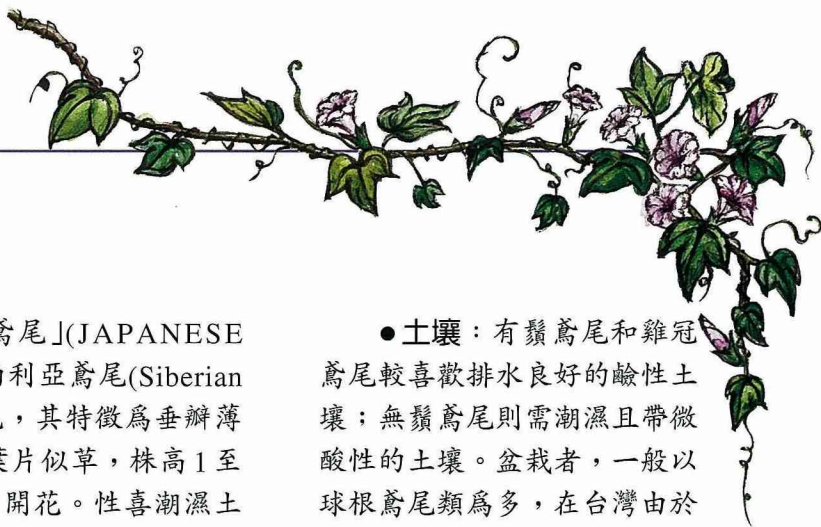 鳶尾」(JAPANESE
利亞鳶尾(Siberian
，其特徵爲垂瓣薄
葉片似草，株高1至
開花。性喜潮濕土
●土壤：有鬚鳶尾和雞冠
鳶尾較喜歡排水良好的鹼性土
壤；無鬚鳶尾則需潮濕且帶微
酸性的土壤。盆栽者，一般以
球根鳶尾類爲多，在台灣由於